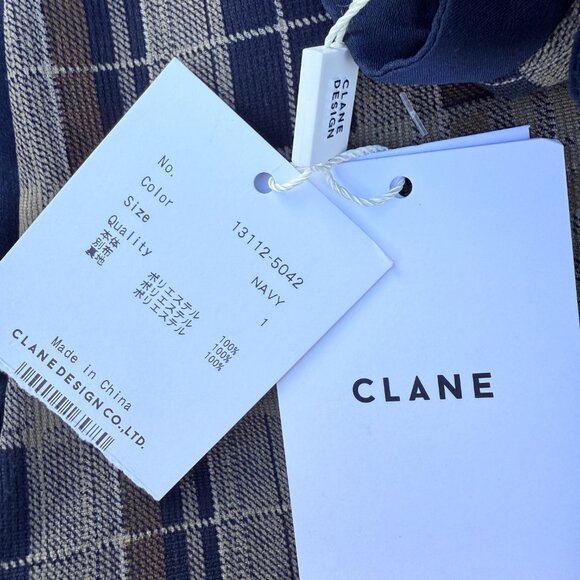 CLANE
DESIGN
No. 13112-5042
Color NAVY
Size 1
Quality
本体 ポリエステル 100%
別布 ポリエステル 100%
裏地 ポリエステル 100%
Made in China
CLANE DESIGN CO.,LTD.
CLANE